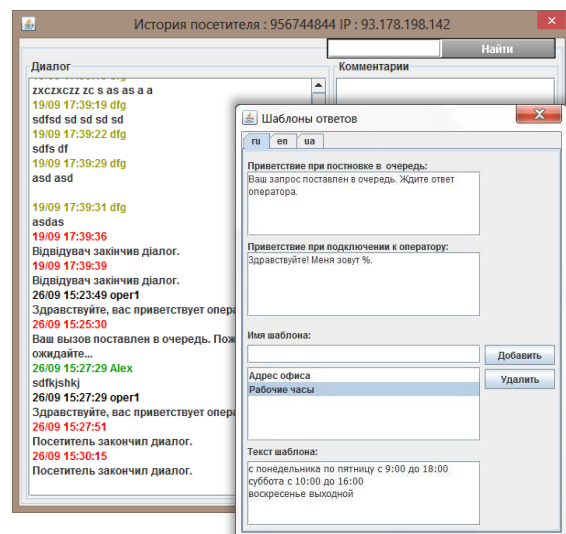 История посетителя : 956744844 IP : 93.178.198.142
Найти
Диалог
zxczxczz zc s as as a a
19/09 17:39:19 dfg
sdfsd sd sd sd sd
19/09 17:39:22 dfg
sdfs df
19/09 17:39:29 dfg
asd asd
19/09 17:39:31 dfg
asdas
19/09 17:39:36
Відвідувач закінчив діалог.
19/09 17:39:39
Відвідувач закінчив діалог.
26/09 15:23:49 oper1
Здравствуйте, вас приветствует опера
26/09 15:25:30
Ваш вызов поставлен в очередь. Пож
ожидайте...
26/09 15:27:29 Alex
sdfkjshkj
26/09 15:27:29 oper1
Здравствуйте, вас приветствует опера
26/09 15:27:51
Посетитель закончил диалог.
26/09 15:30:15
Посетитель закончил диалог.
Комментарии
Шаблоны ответов
ru en ua
Приветствие при постновке в очередь:
Ваш запрос поставлен в очередь. Ждите ответ
оператора.
Приветствие при подключении к оператору:
Здравствуйте! Меня зовут %.
Имя шаблона:
Добавить
Адрес офиса
Удалить
Рабочие часы
Текст шаблона:
с понедельника по пятницу с 9:00 до 18:00
суббота с 10:00 до 16:00
воскресенье выходной